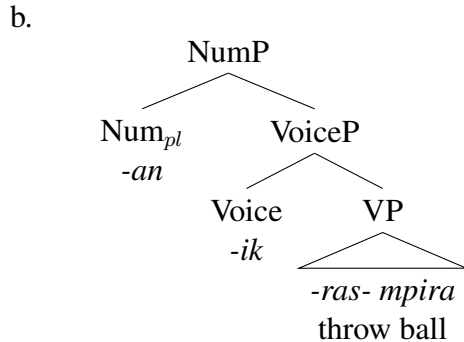 b.
NumP
Num_pl VoiceP
-an
Voice VP
-ik
-ras- mpira
throw ball